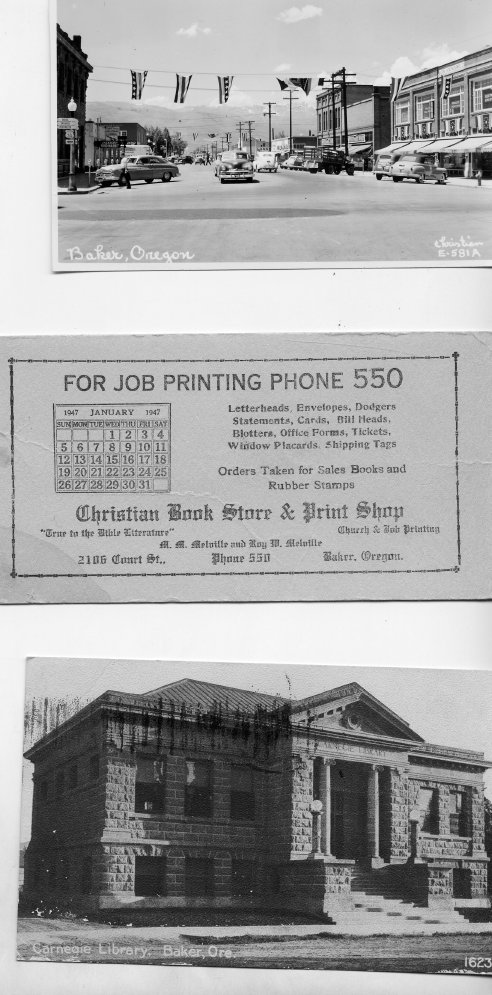 Baker, Oregon
Christian
E-581A
FOR JOB PRINTING PHONE 550
1947 JANUARY 1947
SUN MON TUE WED THU FRI SAT
1 2 3 4
5 6 7 8 9 10 11
12 13 14 15 16 17 18
19 20 21 22 23 24 25
26 27 28 29 30 31
Letterheads, Envelopes, Dodgers
Statements, Cards, Bill Heads,
Blotters, Office Forms, Tickets,
Window Placards, Shipping Tags
Orders Taken for Sales Books and
Rubber Stamps
Christian Book Store & Print Shop
"True to the Bible Literature"
Church & Job Printing
M. M. Melville and Roy W. Melville
2106 Court St., Phone 550 Baker, Oregon.
LIBRARY
Carnegie Library, Baker, Ore.
1623